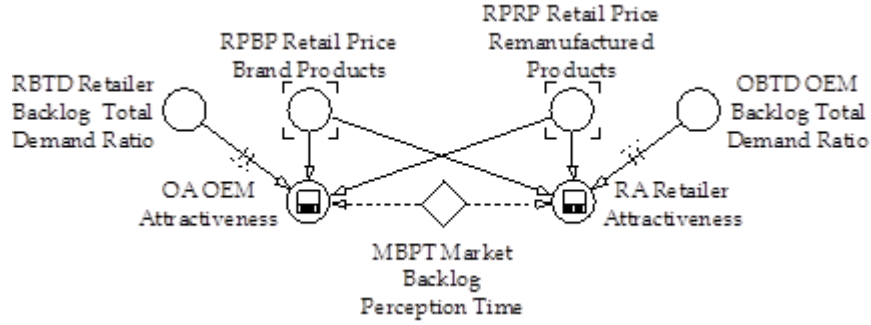 RPBP Retail Price
Brand Products
RPRP Retail Price
Remanufactured
Products
RBTD Retailer
Backlog Total
Demand Ratio
OBTD OEM
Backlog Total
Demand Ratio
OA OEM
Attractiveness
RA Retailer
Attractiveness
MBPT Market
Backlog
Perception Time